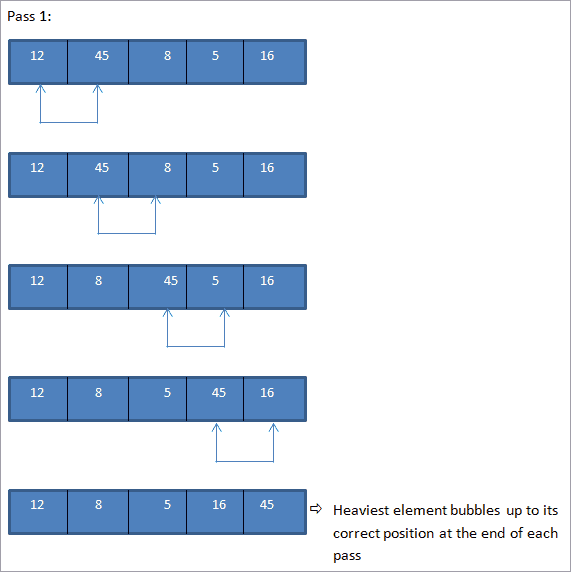 Pass 1:
12 45 8 5 16
12 45 8 5 16
12 8 45 5 16
12 8 5 45 16
12 8 5 16 45
⇨ Heaviest element bubbles up to its
correct position at the end of each
pass